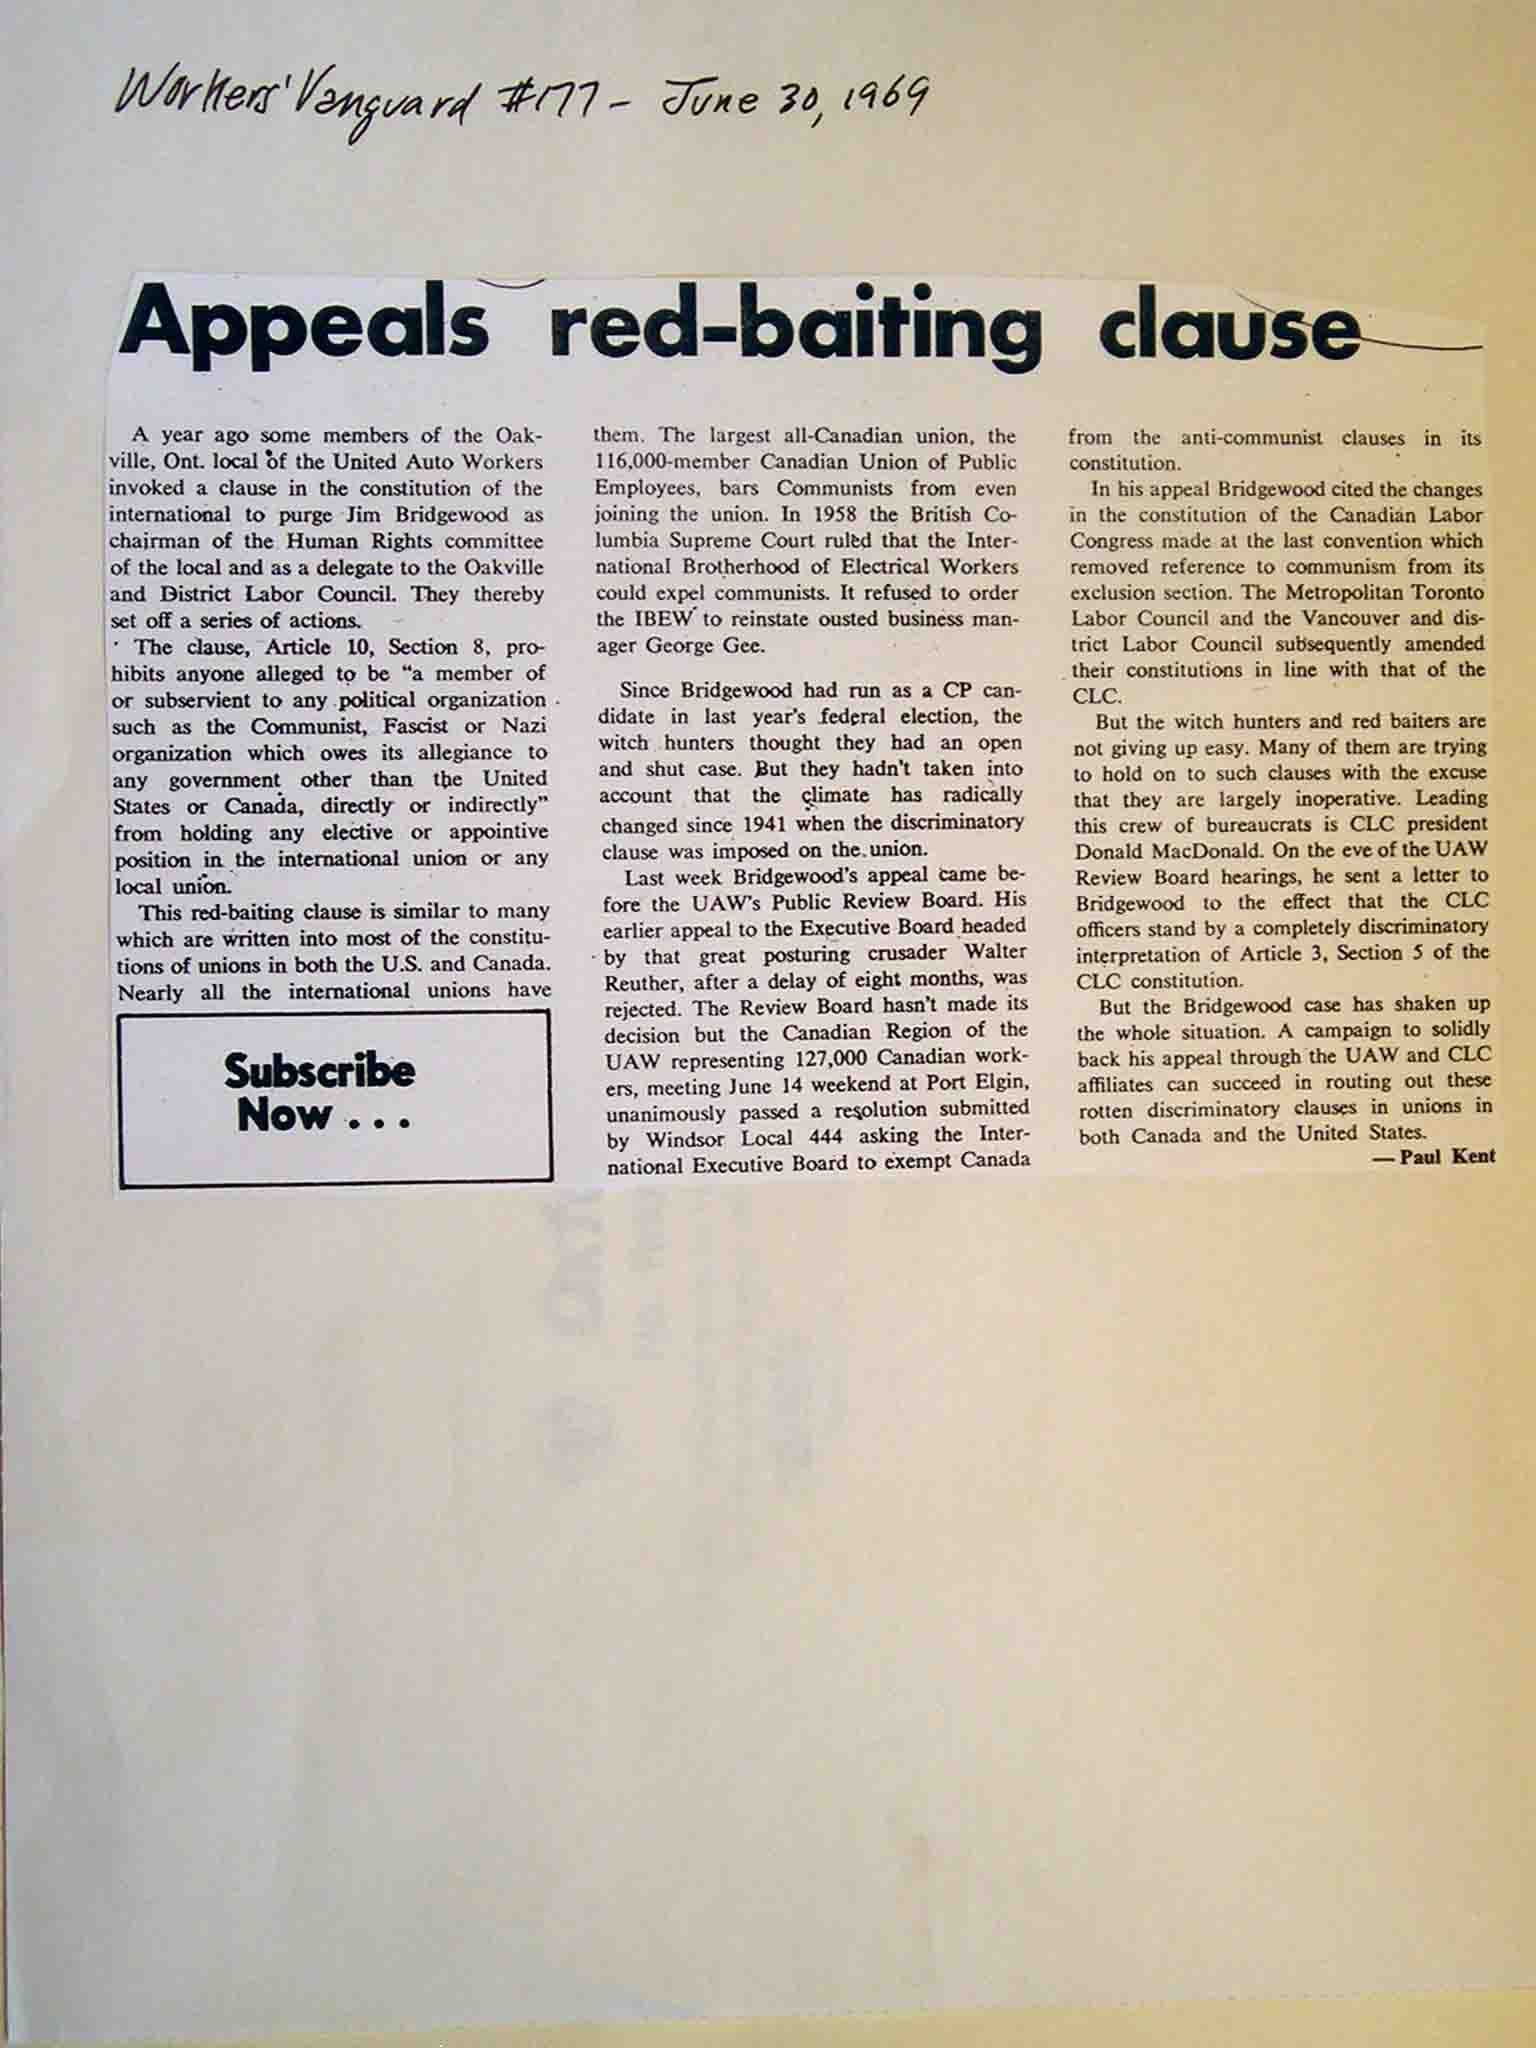 Workers' Vanguard #177 - June 30, 1969
Appeals red-baiting clause
A year ago some members of the Oak-
ville, Ont. local of the United Auto Workers
invoked a clause in the constitution of the
international to purge Jim Bridgewood as
chairman of the Human Rights committee
of the local and as a delegate to the Oakville
and District Labor Council. They thereby
set off a series of actions.
The clause, Article 10, Section 8, pro-
hibits anyone alleged to be "a member of
or subservient to any political organization
such as the Communist, Fascist or Nazi
organization which owes its allegiance to
any government other than the United
States or Canada, directly or indirectly"
from holding any elective or appointive
position in the international union or any
local union.
This red-baiting clause is similar to many
which are written into most of the constitu-
tions of unions in both the U.S. and Canada.
Nearly all the international unions have
Subscribe
Now . . .
them. The largest all-Canadian union, the
116,000-member Canadian Union of Public
Employees, bars Communists from even
joining the union. In 1958 the British Co-
lumbia Supreme Court ruled that the Inter-
national Brotherhood of Electrical Workers
could expel communists. It refused to order
the IBEW to reinstate ousted business man-
ager George Gee.
Since Bridgewood had run as a CP can-
didate in last year's federal election, the
witch hunters thought they had an open
and shut case. But they hadn't taken into
account that the climate has radically
changed since 1941 when the discriminatory
clause was imposed on the union.
Last week Bridgewood's appeal came be-
fore the UAW's Public Review Board. His
earlier appeal to the Executive Board headed
by that great posturing crusader Walter
Reuther, after a delay of eight months, was
rejected. The Review Board hasn't made its
decision but the Canadian Region of the
UAW representing 127,000 Canadian work-
ers, meeting June 14 weekend at Port Elgin,
unanimously passed a resolution submitted
by Windsor Local 444 asking the Inter-
national Executive Board to exempt Canada
from the anti-communist clauses in its
constitution.
In his appeal Bridgewood cited the changes
in the constitution of the Canadian Labor
Congress made at the last convention which
removed reference to communism from its
exclusion section. The Metropolitan Toronto
Labor Council and the Vancouver and dis-
trict Labor Council subsequently amended
their constitutions in line with that of the
CLC.
But the witch hunters and red baiters are
not giving up easy. Many of them are trying
to hold on to such clauses with the excuse
that they are largely inoperative. Leading
this crew of bureaucrats is CLC president
Donald MacDonald. On the eve of the UAW
Review Board hearings, he sent a letter to
Bridgewood to the effect that the CLC
officers stand by a completely discriminatory
interpretation of Article 3, Section 5 of the
CLC constitution.
But the Bridgewood case has shaken up
the whole situation. A campaign to solidly
back his appeal through the UAW and CLC
affiliates can succeed in routing out these
rotten discriminatory clauses in unions in
both Canada and the United States.
— Paul Kent